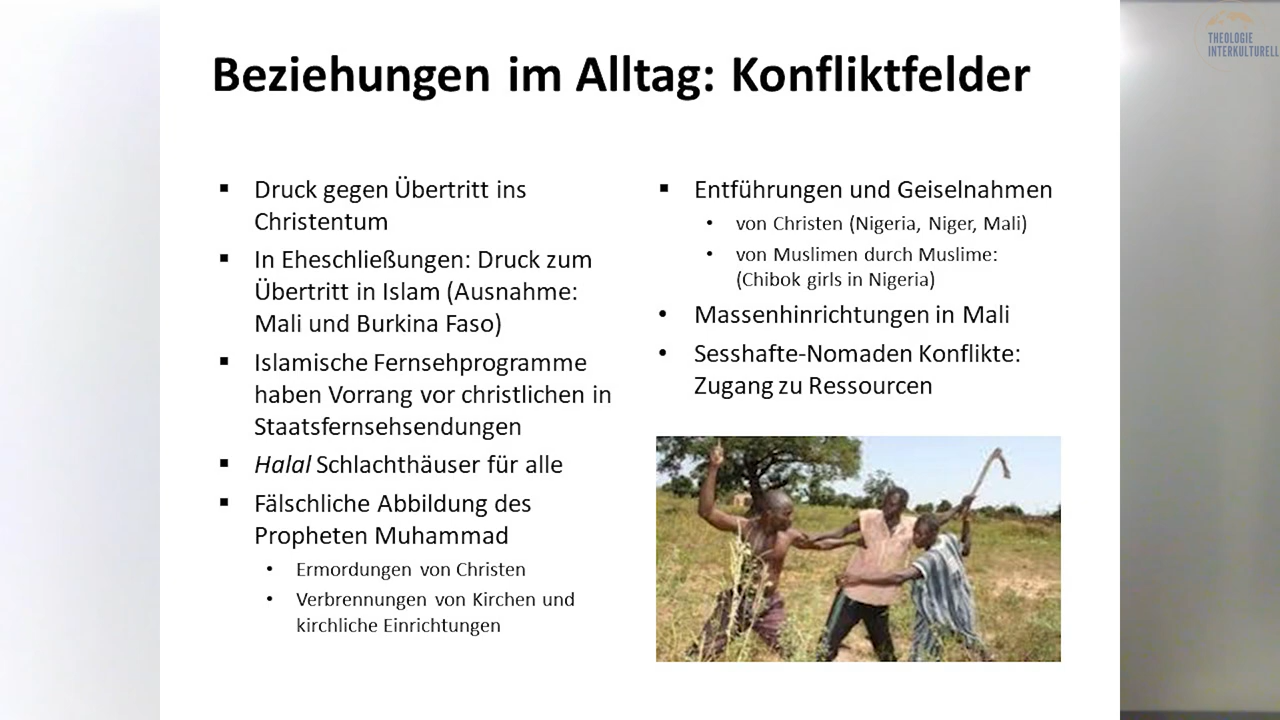 Beziehungen im Alltag: Konfliktfelder
▪ Druck gegen Übertritt ins
Christentum
▪ In Eheschließungen: Druck zum
Übertritt in Islam (Ausnahme:
Mali und Burkina Faso)
▪ Islamische Fernsehprogramme
haben Vorrang vor christlichen in
Staatsfernsehsendungen
▪ Halal Schlachthäuser für alle
▪ Fälschliche Abbildung des
Propheten Muhammad
• Ermordungen von Christen
• Verbrennungen von Kirchen und
kirchliche Einrichtungen
▪ Entführungen und Geiselnahmen
• von Christen (Nigeria, Niger, Mali)
• von Muslimen durch Muslime:
(Chibok girls in Nigeria)
• Massenhinrichtungen in Mali
• Sesshafte-Nomaden Konflikte:
Zugang zu Ressourcen
THEOLOGIE
INTERKULTURELL